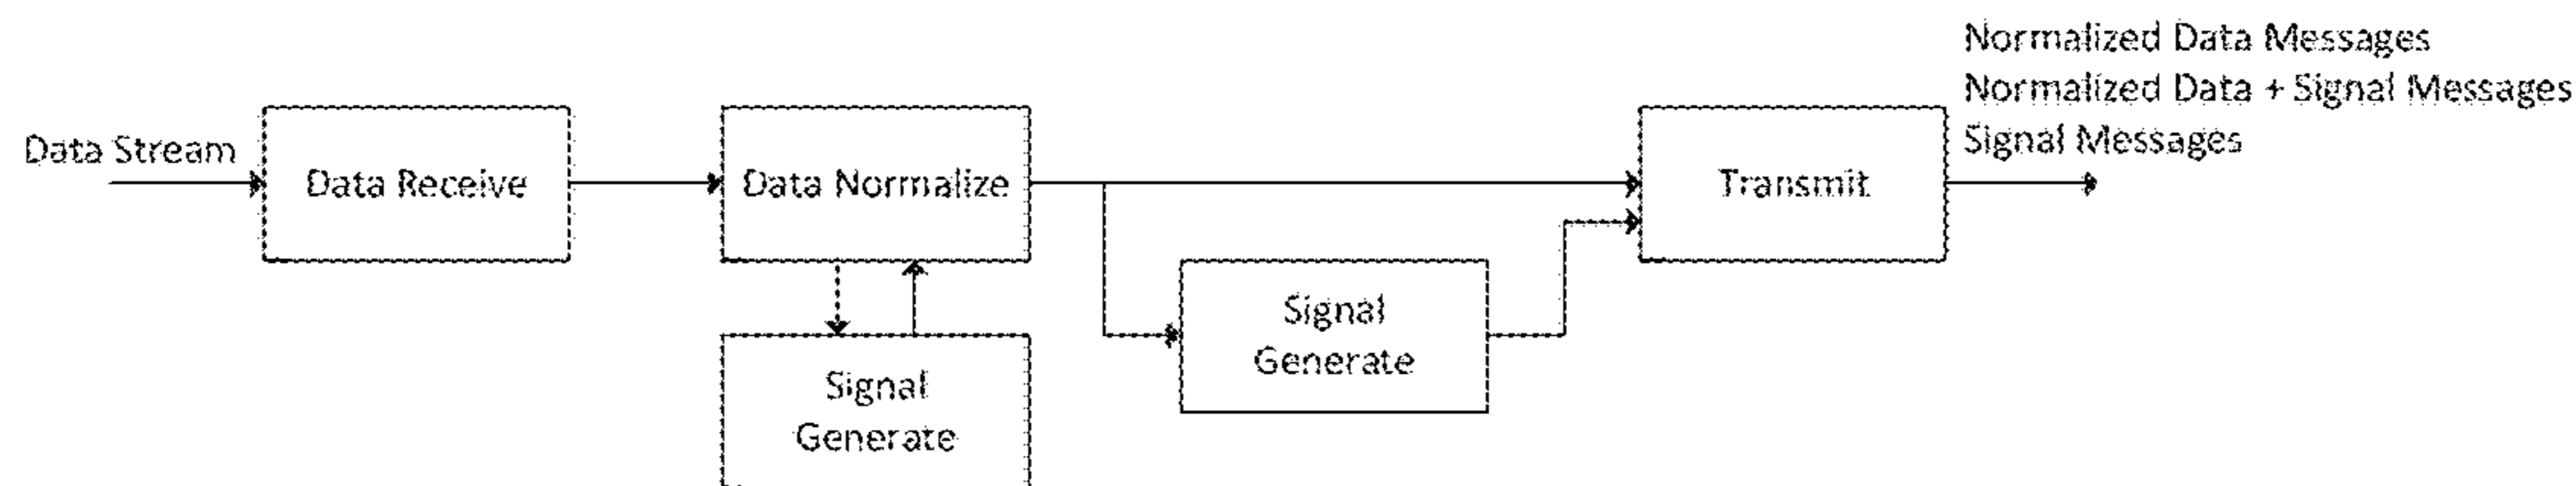 Normalized Data Messages
Normalized Data + Signal Messages
Signal Messages
Data Stream
Data Receive
Data Normalize
Transmit
Signal
Generate
Signal
Generate